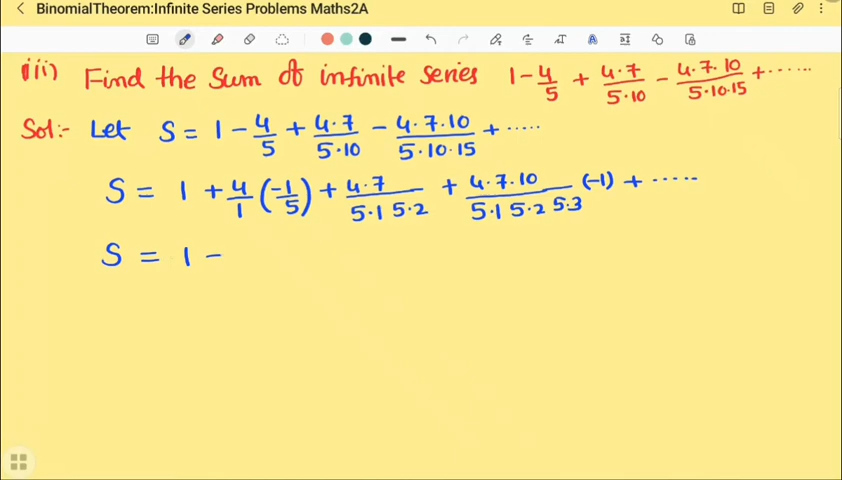 BinomialTheorem:Infinite Series Problems Maths2A
iii) Find the Sum of infinite series 1 - 4/5 + 4·7/5·10 - 4·7·10/5·10·15 + ......
Sol:- Let S = 1 - 4/5 + 4·7/5·10 - 4·7·10/5·10·15 + .....
S = 1 + 4/1 (-1/5) + 4·7/5·1 5·2 + 4·7·10/5·1 5·2 5·3 (-1) + .....
S = 1 -